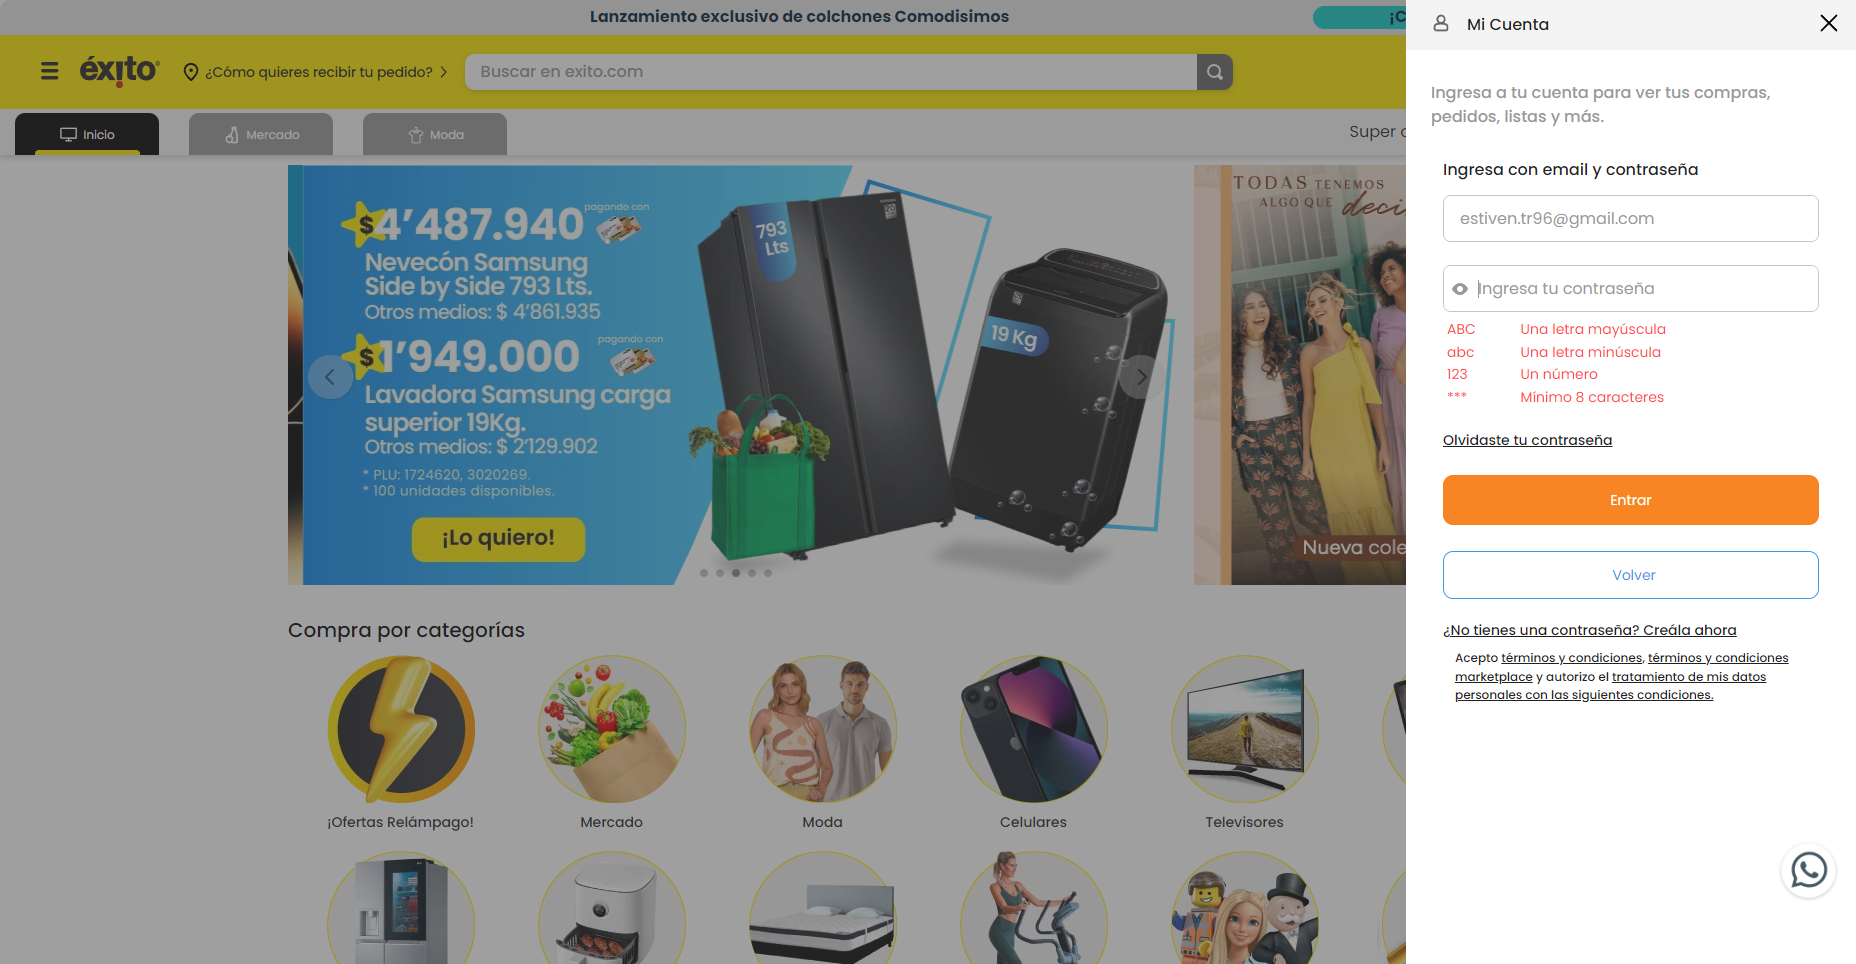 Lanzamiento exclusivo de colchones Comodisimos
éxito
¿Cómo quieres recibir tu pedido?
Buscar en exito.com
Inicio
Mercado
Moda
Super
$4'487.940
pagando con
Nevecón Samsung
Side by Side 793 Lts.
Otros medios: $ 4'861.935
$1'949.000
pagando con
Lavadora Samsung carga
superior 19Kg.
Otros medios: $ 2'129.902
* PLU: 1724620, 3020269.
* 100 unidades disponibles.
¡Lo quiero!
793
Lts
19 Kg
TODAS TENEMOS
ALGO QUE
Nueva
Compra por categorías
¡Ofertas Relámpago!
Mercado
Moda
Celulares
Televisores
Mi Cuenta
Ingresa a tu cuenta para ver tus compras,
pedidos, listas y más.
Ingresa con email y contraseña
estiven.tr96@gmail.com
Ingresa tu contraseña
ABC Una letra mayúscula
abc Una letra minúscula
123 Un número
*** Mínimo 8 caracteres
Olvidaste tu contraseña
Entrar
Volver
¿No tienes una contraseña? Creála ahora
Acepto términos y condiciones, términos y condiciones
marketplace y autorizo el tratamiento de mis datos
personales con las siguientes condiciones.